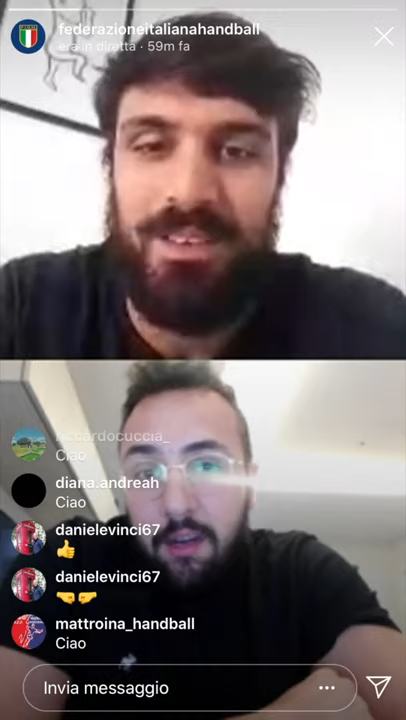 federazioneitalianahandball
era in diretta · 59m fa
riccardocuccia_
Ciao
diana.andreah
Ciao
danielevinci67
👍
danielevinci67
🤜🤛
mattroina_handball
Ciao
Invia messaggio